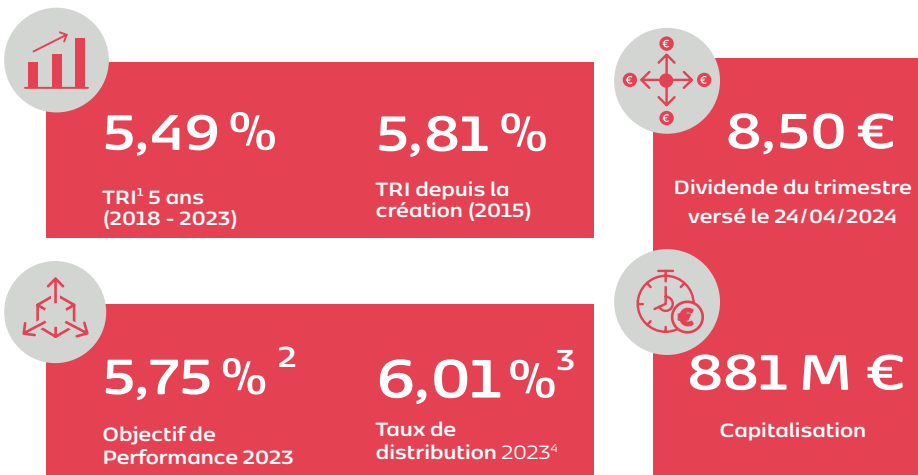 5,49 %
TRI¹ 5 ans
(2018 - 2023)
5,81 %
TRI depuis la
création (2015)
€
€
€
€
8,50 €
Dividende du trimestre
versé le 24/04/2024
5,75 % ²
Objectif de
Performance 2023
6,01 %³
Taux de
distribution 2023⁴
€
881 M €
Capitalisation